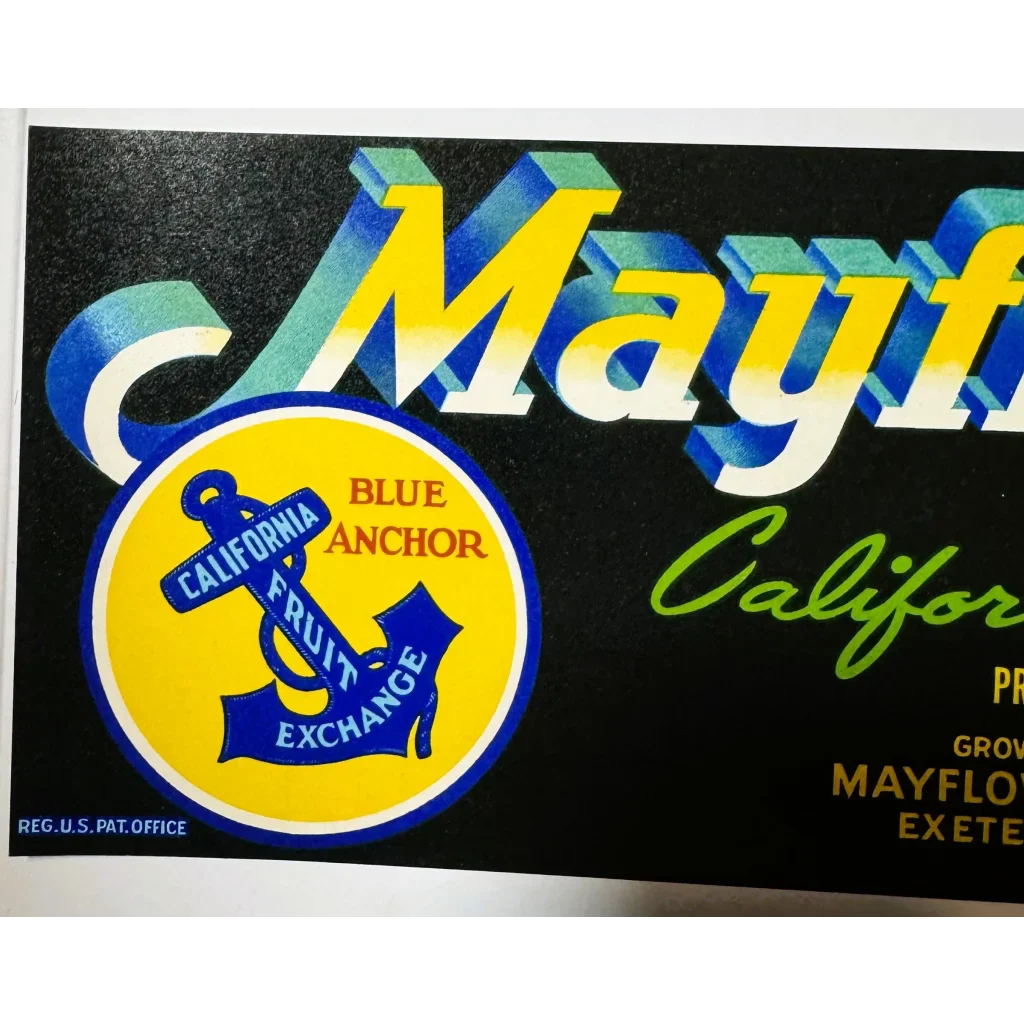 Mayf
BLUE
ANCHOR
CALIFORNIA
FRUIT
EXCHANGE
Califor
PR
GROW
MAYFLOW
EXETE
REG. U.S. PAT. OFFICE